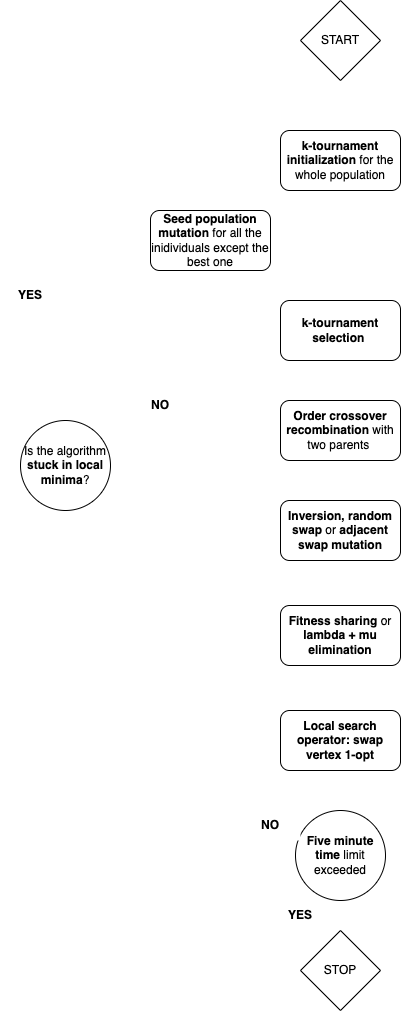 START
k-tournament
initialization for the
whole population
Seed population
mutation for all the
inidividuals except the
best one
YES
k-tournament
selection
NO
Order crossover
recombination with
two parents
Is the algorithm
stuck in local
minima?
Inversion, random
swap or adjacent
swap mutation
Fitness sharing or
lambda + mu
elimination
Local search
operator: swap
vertex 1-opt
NO
Five minute
time limit
exceeded
YES
STOP